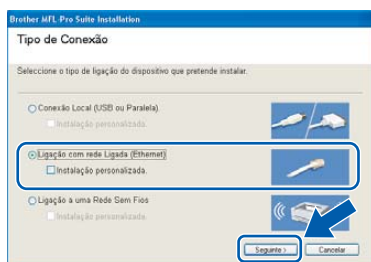 Brother MFL-Pro Suite Installation
Tipo de Conexão
Seleccione o tipo de ligação do dispositivo que pretende instalar.
Conexão Local (USB ou Paralela)
Instalação personalizada.
Ligação com rede Ligada (Ethernet)
Instalação personalizada.
Ligação a uma Rede Sem Fios
Instalação personalizada.
Seguinte > Cancelar